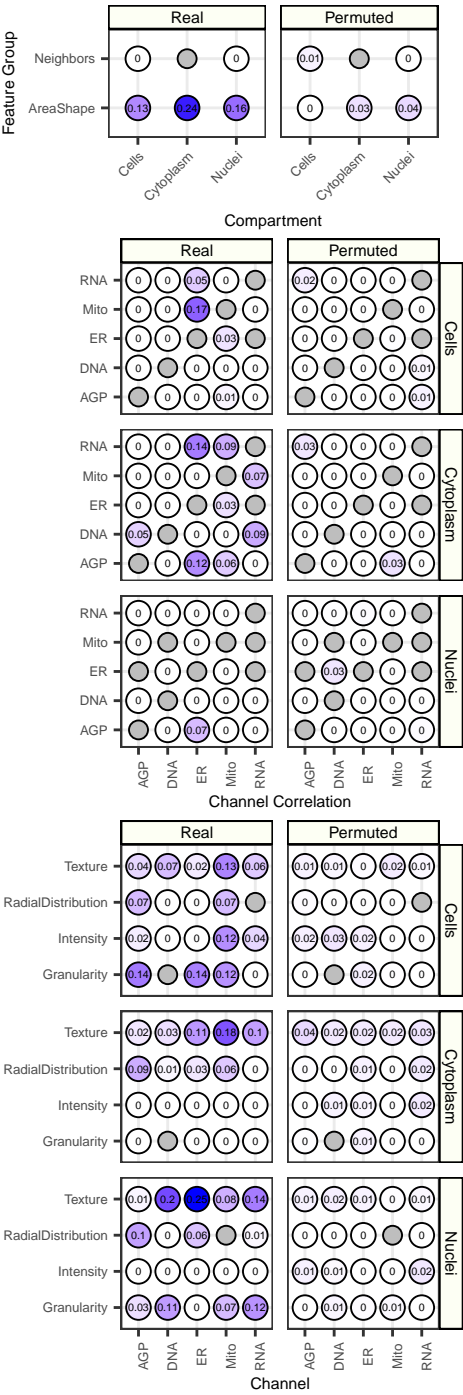 Real Permuted
Feature Group
Neighbors 0 0 0.01 0
AreaShape 0.13 0.24 0.16 0 0.03 0.04
Cells Cytoplasm Nuclei Cells Cytoplasm Nuclei
Compartment
Real Permuted
RNA 0 0 0.05 0 0.02 0 0 0
Mito 0 0 0.17 0 0 0 0 0
ER 0 0 0.03 0 0 0
DNA 0 0 0 0 0 0 0 0.01
AGP 0 0 0.01 0 0 0 0 0.01
Cells
RNA 0 0 0.14 0.09 0.03 0 0 0
Mito 0 0 0 0.07 0 0 0 0
ER 0 0 0.03 0 0 0
DNA 0.05 0 0 0.09 0 0 0 0
AGP 0 0.12 0.06 0 0 0 0.03 0
Cytoplasm
RNA 0 0 0 0 0 0 0 0
Mito 0 0 0 0
ER 0 0 0.03 0
DNA 0 0 0 0 0 0 0 0
AGP 0 0.07 0 0 0 0 0 0
Nuclei
AGP DNA ER Mito RNA AGP DNA ER Mito RNA
Channel Correlation
Real Permuted
Texture 0.04 0.07 0.02 0.13 0.06 0.01 0.01 0 0.02 0.01
RadialDistribution 0.07 0 0 0.07 0 0 0 0
Intensity 0.02 0 0 0.12 0.04 0.02 0.03 0.02 0 0
Granularity 0.14 0.14 0.12 0 0 0.02 0 0
Cells
Texture 0.02 0.03 0.11 0.18 0.1 0.04 0.02 0.02 0.02 0.03
RadialDistribution 0.09 0.01 0.03 0.06 0 0 0 0.01 0 0.02
Intensity 0 0 0 0 0 0 0.01 0.01 0 0.02
Granularity 0 0 0 0 0 0.01 0 0
Cytoplasm
Texture 0.01 0.2 0.25 0.08 0.14 0.01 0.02 0.01 0 0.01
RadialDistribution 0.1 0 0.06 0.01 0 0 0 0
Intensity 0 0 0 0 0 0.01 0.01 0 0 0.02
Granularity 0.03 0.11 0 0.07 0.12 0 0.01 0 0.01 0
Nuclei
AGP DNA ER Mito RNA AGP DNA ER Mito RNA
Channel